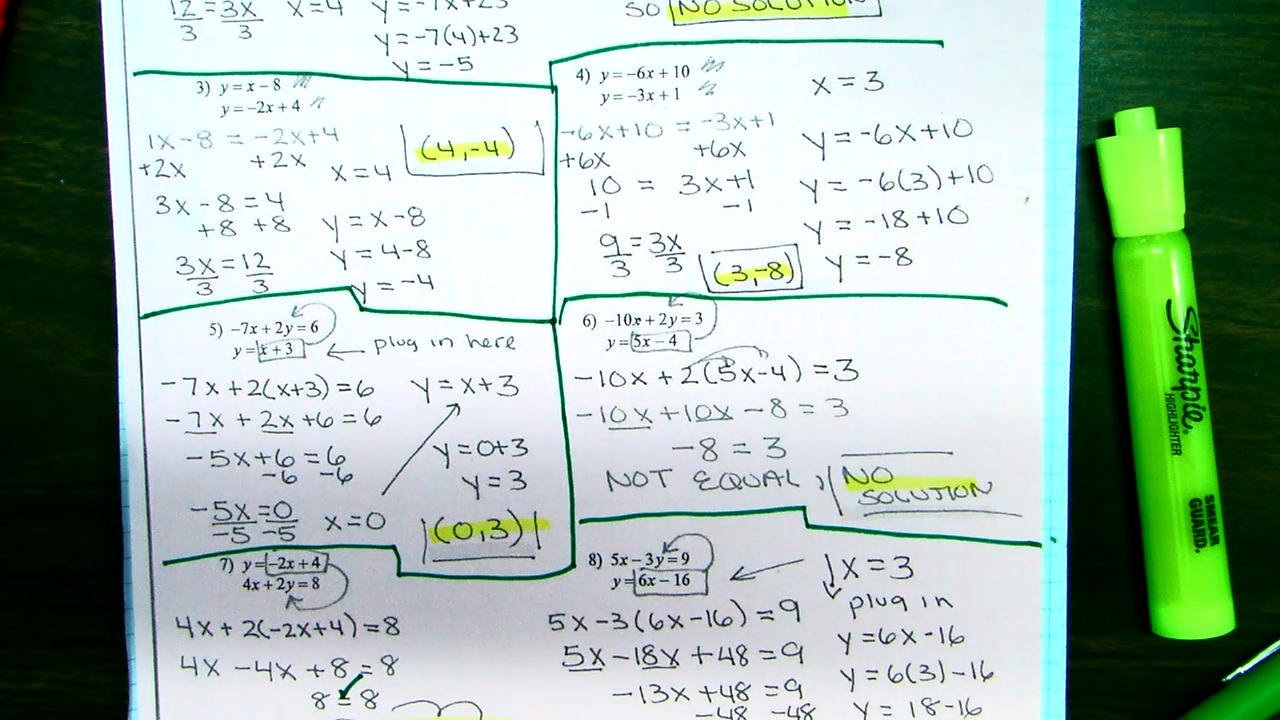 12 = 3x x=4 y=-7x+23
3 3
y=-7(4)+23
y=-5
SO NO SOLUTION
3) y = x - 8
y = -2x + 4
1x-8 = -2x+4
+2x +2x
x=4
(4,-4)
3x-8=4
+8 +8
3x=12
3 3
y=x-8
y=4-8
y=-4
4) y = -6x + 10
y = -3x + 1
-6x+10 = -3x+1
+6x +6x
10 = 3x+1
-1 -1
9=3x
3 3
(3,-8)
x=3
y=-6x+10
y=-6(3)+10
y=-18+10
y=-8
5) -7x + 2y = 6
y = x + 3
plug in here
-7x+2(x+3)=6
-7x+2x+6=6
-5x+6=6
-6 -6
-5x=0
-5 -5
x=0
y=x+3
y=0+3
y=3
(0,3)
6) -10x + 2y = 3
y = 5x - 4
-10x+2(5x-4)=3
-10x+10x-8=3
-8=3
NOT EQUAL,
NO
SOLUTION
7) y = -2x + 4
4x + 2y = 8
4x+2(-2x+4)=8
4x-4x+8=8
8=8
8) 5x - 3y = 9
y = 6x - 16
5x-3(6x-16)=9
5x-18x+48=9
-13x+48=9
-48 -48
x=3
plug in
y=6x-16
y=6(3)-16
y=18-16
Sharpie.
HIGHLIGHTER
SMEAR
GUARD.